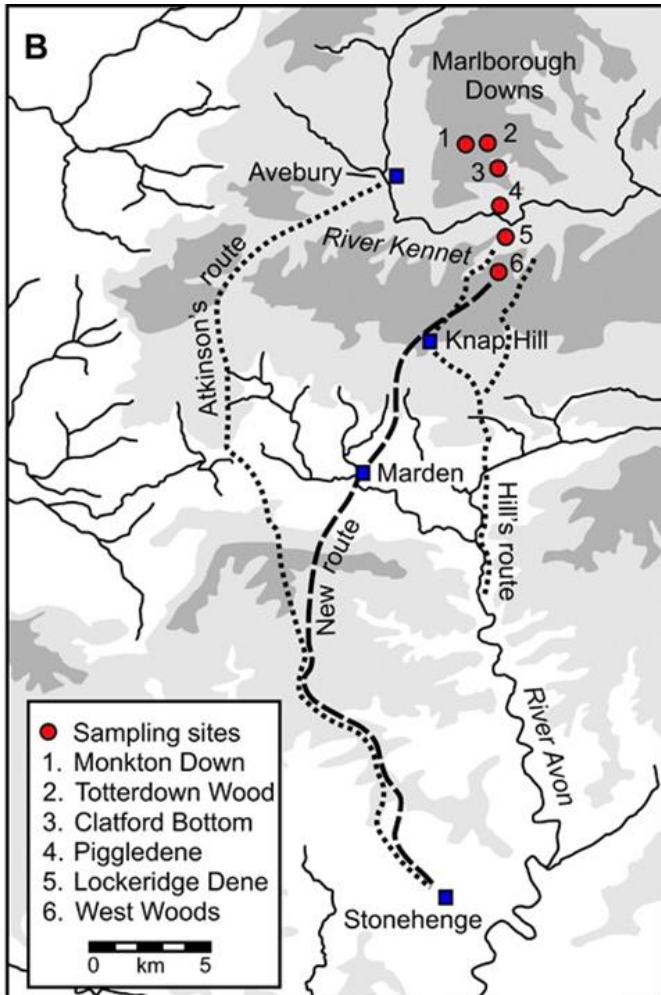 B
Marlborough
Downs
1
2
Avebury
3
4
5
River Kennet
6
Atkinson's route
Knap Hill
Marden
Hill's route
New route
River Avon
Sampling sites
1. Monkton Down
2. Totterdown Wood
3. Clatford Bottom
4. Piggledene
5. Lockeridge Dene
6. West Woods
0 km 5
Stonehenge